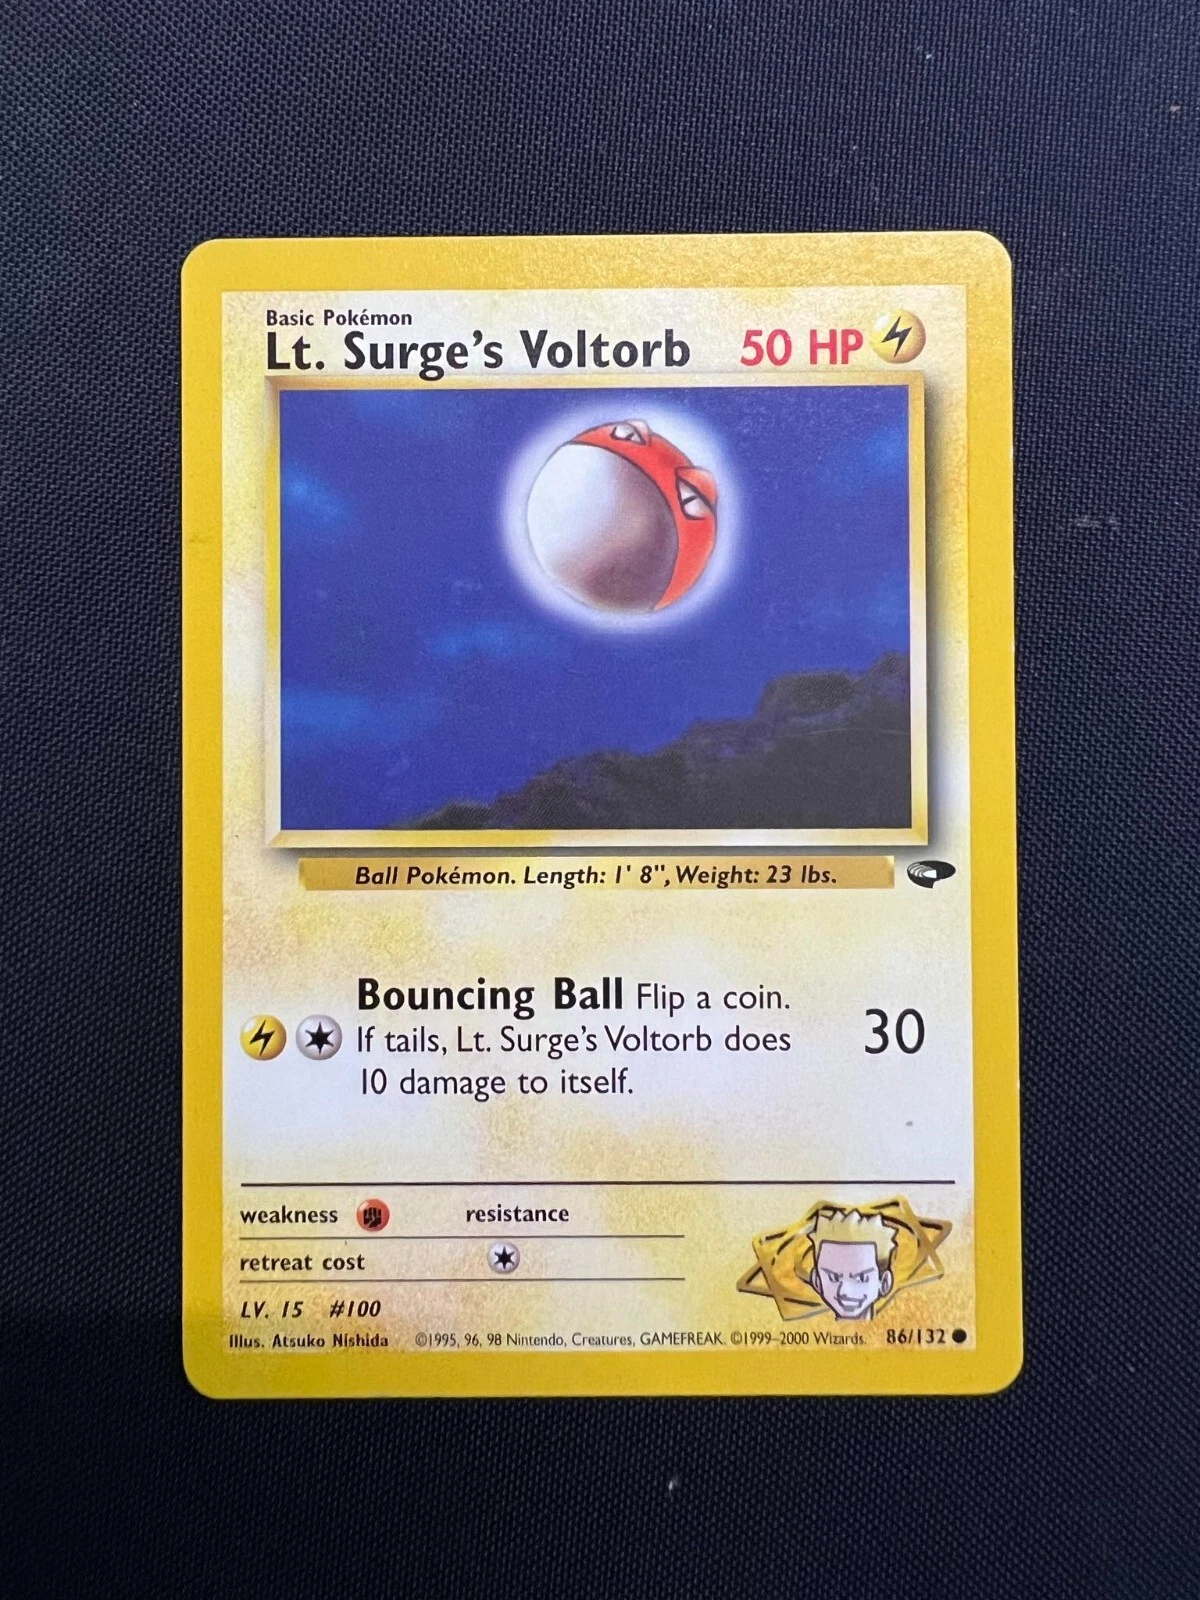 Basic Pokémon
Lt. Surge's Voltorb 50 HP
Ball Pokémon. Length: 1' 8", Weight: 23 lbs.
Bouncing Ball Flip a coin.
If tails, Lt. Surge's Voltorb does
10 damage to itself.
30
weakness resistance
retreat cost
LV. 15 #100
Illus. Atsuko Nishida ©1995, 96, 98 Nintendo, Creatures, GAMEFREAK. ©1999–2000 Wizards. 86/132